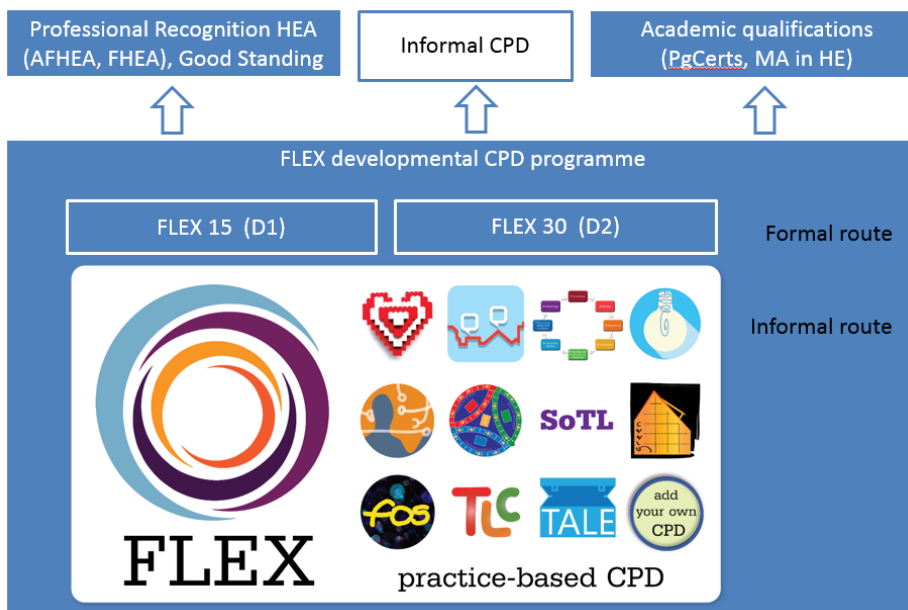 Professional Recognition HEA
(AFHEA, FHEA), Good Standing
Informal CPD
Academic qualifications
(PgCerts, MA in HE)
FLEX developmental CPD programme
FLEX 15 (D1)
FLEX 30 (D2)
Formal route
Informal route
SoTL
fos
TLC
TALE
add
your own
CPD
FLEX
practice-based CPD